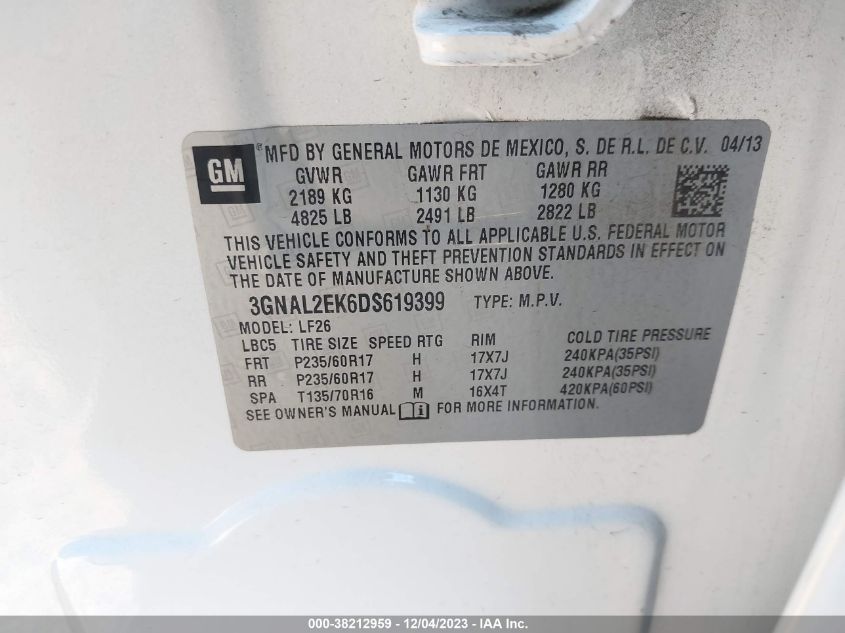 GM
® MFD BY GENERAL MOTORS DE MEXICO, S. DE R.L. DE C.V. 04/13
GVWR GAWR FRT GAWR RR
2189 KG 1130 KG 1280 KG
4825 LB 2491 LB 2822 LB
THIS VEHICLE CONFORMS TO ALL APPLICABLE U.S. FEDERAL MOTOR
VEHICLE SAFETY AND THEFT PREVENTION STANDARDS IN EFFECT ON
THE DATE OF MANUFACTURE SHOWN ABOVE.
3GNAL2EK6DS619399 TYPE: M.P.V.
MODEL: LF26
LBC5 TIRE SIZE SPEED RTG RIM COLD TIRE PRESSURE
FRT P235/60R17 H 17X7J 240KPA(35PSI)
RR P235/60R17 H 17X7J 240KPA(35PSI)
SPA T135/70R16 M 16X4T 420KPA(60PSI)
SEE OWNER'S MANUAL FOR MORE INFORMATION.
000-38212959 - 12/04/2023 - IAA Inc.